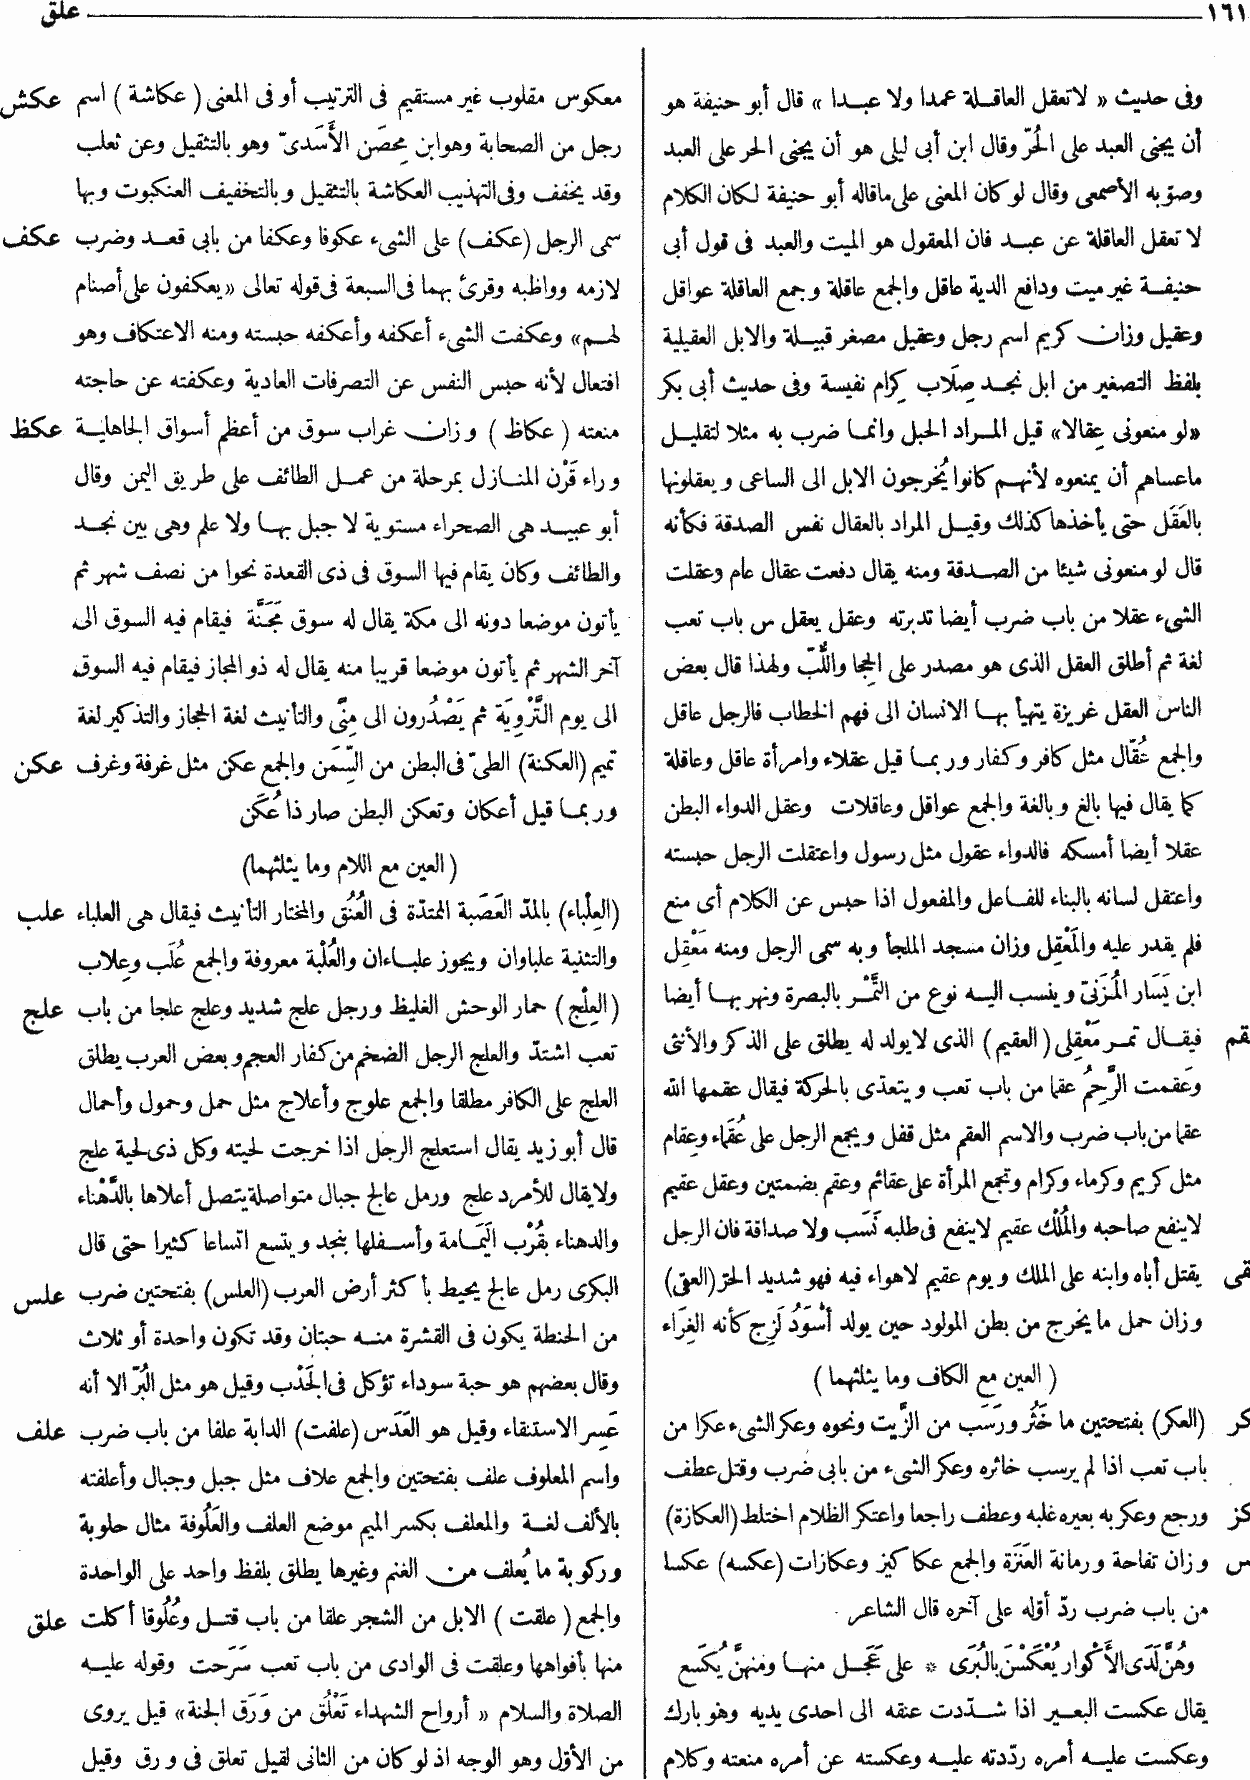 ١٦١
علق
وفى حديث « لا تعقل العاقلة عمدا ولا عبدا » قال أبو حنيفة هو
أن يجنى العبد على الحُرّ وقال ابن أبى ليلى هو أن يجنى الحر على العبد
وصوّبه الأصمعى وقال لو كان المعنى على ماقاله أبو حنيفة لكان الكلام
لا تعقل العاقلة عن عبد فان المعقول هو الميت والعبد فى قول أبى
حنيفة غير ميت ودافع الدية عاقل والجمع عاقلة وجمع العاقلة عواقل
وعقيل وزان كريم اسم رجل وعقيل مصغر قبيلة والابل العقيلية
بلفظ التصغير من ابل نجد صِلَاب كِرام نفيسة وفى حديث أبى بكر
«لو منعونى عِقالا» قيل المراد الحبل وانما ضرب به مثلا لتقليل
ماعساهم أن يمنعوه لأنهم كانوا يُخرجون الابل الى الساعى ويعقلونها
بالعَقَل حتى يأخذها كذلك وقيل المراد بالعقال نفس الصدقة فكأنه
قال لو منعونى شيئا من الصدقة ومنه يقال دفعت عقال عام وعقلت
الشىء عقلا من باب ضرب أيضا تدبرته وعقل يعقل من باب تعب
لغة ثم أطلق العقل الذى هو مصدر على الحِجا واللُّبّ ولهذا قال بعض
الناس العقل غريزة يتهيأ بها الانسان الى فهم الخطاب فالرجل عاقل
والجمع عُقّال مثل كافر وكفار وربما قيل عقلاء وامرأة عاقل وعاقلة
كما يقال فيها بالغ وبالغة والجمع عواقل وعاقلات وعقل الدواء البطن
عقلا أيضا أمسكه فالدواء عقول مثل رسول واعتقلت الرجل حبسته
واعتقل لسانه بالبناء للفاعل والمفعول اذا حبس عن الكلام أى منع
فلم يقدر عليه والمَعْقِل وزان مسجد الملجأ وبه سمى الرجل ومنه مَعْقِل
ابن يَسَار المُزَنىّ وينسب اليه نوع من التَّمْر بالبصرة ونهر بها أيضا
فيقال تمر مَعْقِلى (العقيم) الذى لا يولد له يطلق على الذكر والأنثى قم
وعَقمت الرَّحِمُ عقما من باب تعب ويتعدّى بالحركة فيقال عقمها الله
عقما من باب ضرب والاسم العقم مثل قفل ويجمع الرجل على عُقَماء وعِقام
مثل كريم وكرماء وكرام وتجمع المرأة على عقائم وعقم بضمتين وعقل عقيم
لاينفع صاحبه والمُلْك عقيم لاينفع فى طلبه نَسَب ولا صداقة فان الرجل
يقتل أباه وابنه على الملك ويوم عقيم لاهواء فيه فهو شديد الحرّ (العقى) قى
وزان حمل ما يخرج من بطن المولود حين يولد أَسْوَدُ لَزِج كأنه الغِرَاء
( العين مع الكاف وما يثلثهما )
(العكر) بفتحتين ما خَثُر ورَسَب من الزَّيت ونحوه وعكر الشىء عكرا من كر
باب تعب اذا لم يرسب خاثره وعكر الشىء من بابى ضرب وقتل عطف
ورجع وعكر به بعيره غلبه وعطف راجعا واعتكر الظلام اختلط (العكازة) كز
وزان تفاحة ورمانة العَنَزَة والجمع عكاكيز وعكازات (عكسه) عكسا س
من باب ضرب ردّ أوّله على آخره قال الشاعر
وهُنَّ لَدَى الأَكْوار يُعْكَسْنَ بالبُرَى * على عَجَل منها ومنهنَّ يُكْسَع
يقال عكست البعير اذا شددت عنقه الى احدى يديه وهو بارك
وعكست عليه أمره ردّدته عليه وعكسته عن أمره منعته وكلام
معكوس مقلوب غير مستقيم فى الترتيب أو فى المعنى ( عكاشة ) اسم عكش
رجل من الصحابة وهو ابن مِحصَن الأَسَدىّ وهو بالتثقيل وعن ثعلب
وقد يخفف وفى التهذيب العكاشة بالتثقيل وبالتخفيف العنكبوت وبها
سمى الرجل (عكف) على الشىء عكوفا وعكفا من بابى قعد وضرب عكف
لازمه وواظبه وقرئ بهما فى السبعة فى قوله تعالى «يعكفون على أصنام
لهم» وعكفت الشىء أعكفه وأعكفه حبسته ومنه الاعتكاف وهو
افتعال لأنه حبس النفس عن التصرفات العادية وعكفته عن حاجته
منعته ( عكاظ ) وزان غراب سوق من أعظم أسواق الجاهلية عكظ
وراء قَرْن المنازل بمرحلة من عمل الطائف على طريق اليمن وقال
أبو عبيد هى الصحراء مستوية لا جبل بها ولا علم وهى بين نجد
والطائف وكان يقام فيها السوق فى ذى القعدة نحوا من نصف شهر ثم
يأتون موضعا دونه الى مكة يقال له سوق مَجَنَّة فيقام فيه السوق الى
آخر الشهر ثم يأتون موضعا قريبا منه يقال له ذو المجاز فيقام فيه السوق
الى يوم التَّرْوِيَة ثم يَصْدُرون الى مِنًى والتأنيث لغة الحجاز والتذكير لغة
تميم (العكنة) الطىّ فى البطن من السِّمَن والجمع عكن مثل غرفة وغرف عكن
وربما قيل أعكان وتعكن البطن صار ذا عُكَن
( العين مع اللام وما يثلثهما)
(العِلْباء) بالمدّ العَصَبة الممتدّة فى العُنُق والمختار التأنيث فيقال هى العلباء علب
والتثنية علباوان ويجوز علباءان والعُلْبة معروفة والجمع عُلَب وعِلاب
(العِلْج) حمار الوحش الغليظ ورجل علج شديد وعلج علجا من باب علج
تعب اشتدّ والعلج الرجل الضخم من كفار العجم وبعض العرب يطلق
العلج على الكافر مطلقا والجمع علوج وأعلاج مثل حمل وحمول وأحمال
قال أبو زيد يقال استعلج الرجل اذا خرجت لحيته وكل ذى لحية علج
ولايقال للأمرد علج ورمل عالج جبال متواصلة يتصل أعلاها بالدَّهْناء
والدهناء بقُرْب اليَمامة وأسفلها بنجد ويتسع اتساعا كثيرا حتى قال
البكرى رمل عالج يحيط بأكثر أرض العرب (العلس) بفتحتين ضرب علس
من الحنطة يكون فى القشرة منه حبتان وقد تكون واحدة أو ثلاث
وقال بعضهم هو حبة سوداء تؤكل فى الجَدْب وقيل هو مثل البُرّ الا أنه
عَسِر الاستنقاء وقيل هو العَدَس (علفت) الدابة علفا من باب ضرب علف
واسم المعلوف علف بفتحتين والجمع علاف مثل جبل وجبال وأعلفته
بالألف لغة والمعلف بكسر الميم موضع العلف والعَلُوفة مثال حلوبة
وركوبة ما يُعلف من الغنم وغيرها يطلق بلفظ واحد على الواحدة
والجمع ( علقت ) الابل من الشجر علقا من باب قتل وعُلُوقا أكلت علق
منها بأفواهها وعلقت فى الوادى من باب تعب سَرَحت وقوله عليه
الصلاة والسلام « أرواح الشهداء تَعْلُق من وَرَق الجنة» قيل يروى
من الأوّل وهو الوجه اذ لو كان من الثانى لقيل تعلق فى ورق وقيل